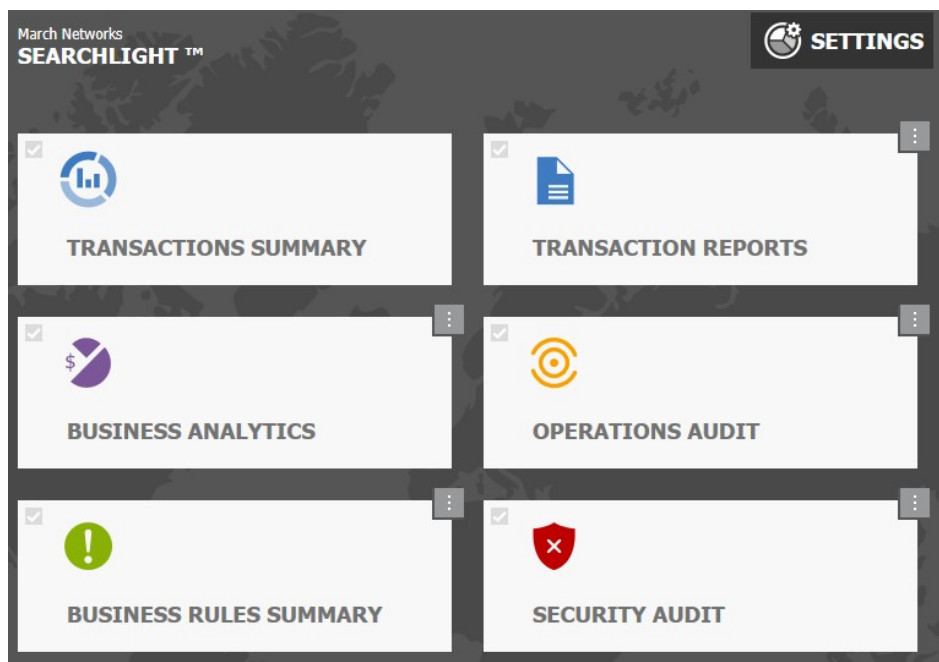 March Networks
SEARCHLIGHT ™
SETTINGS
TRANSACTIONS SUMMARY
TRANSACTION REPORTS
$
BUSINESS ANALYTICS
OPERATIONS AUDIT
!
BUSINESS RULES SUMMARY
SECURITY AUDIT